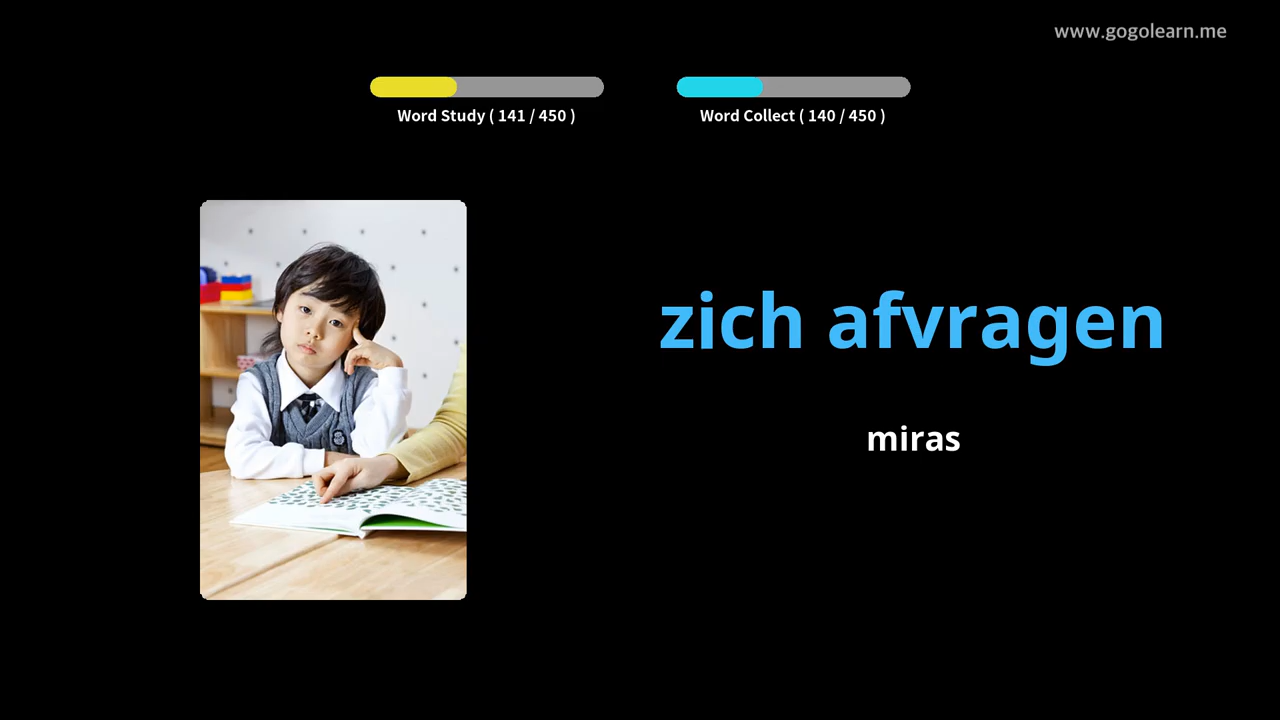 www.gogolearn.me
Word Study ( 141 / 450 )
Word Collect ( 140 / 450 )
zich afvragen
miras